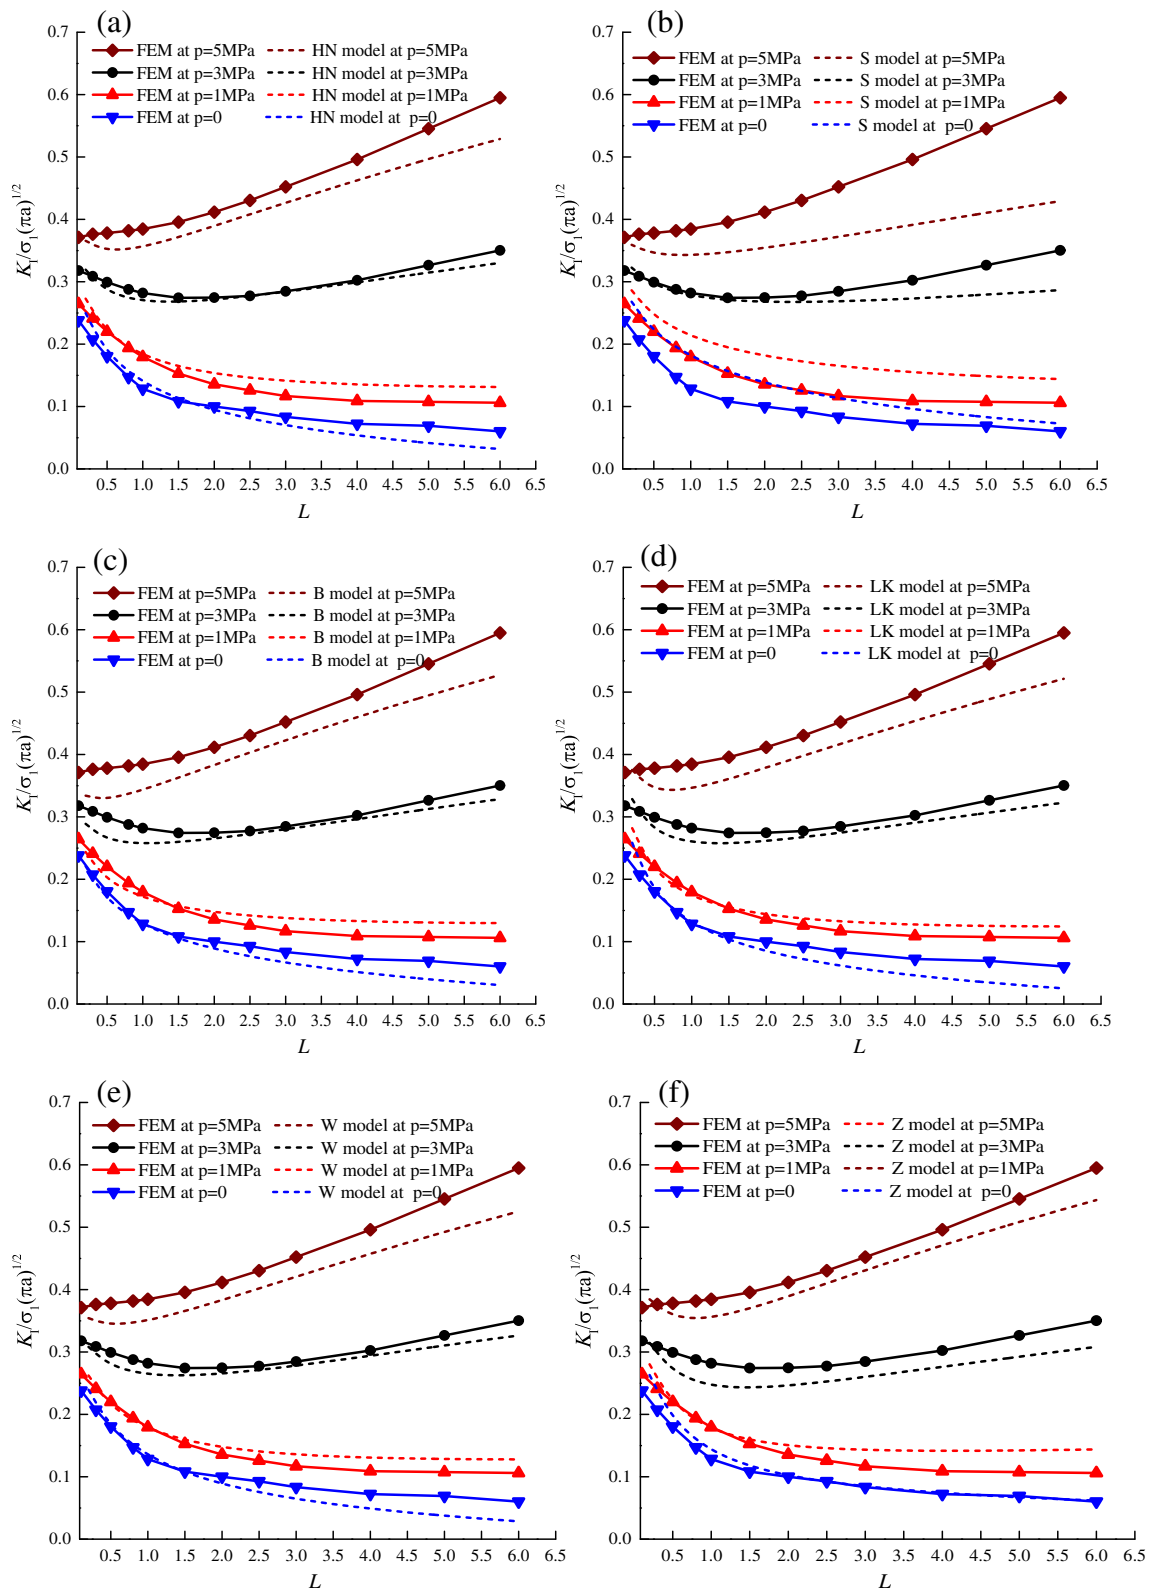 (a)
FEM at p=5MPa HN model at p=5MPa
FEM at p=3MPa HN model at p=3MPa
FEM at p=1MPa HN model at p=1MPa
FEM at p=0 HN model at p=0
0.7
0.6
0.5
0.4
0.3
0.2
0.1
0.0
K_I/σ_1(πa)^{1/2}
0.5 1.0 1.5 2.0 2.5 3.0 3.5 4.0 4.5 5.0 5.5 6.0 6.5
L
(b)
FEM at p=5MPa S model at p=5MPa
FEM at p=3MPa S model at p=3MPa
FEM at p=1MPa S model at p=1MPa
FEM at p=0 S model at p=0
0.7
0.6
0.5
0.4
0.3
0.2
0.1
0.0
K_I/σ_1(πa)^{1/2}
0.5 1.0 1.5 2.0 2.5 3.0 3.5 4.0 4.5 5.0 5.5 6.0 6.5
L
(c)
FEM at p=5MPa B model at p=5MPa
FEM at p=3MPa B model at p=3MPa
FEM at p=1MPa B model at p=1MPa
FEM at p=0 B model at p=0
0.7
0.6
0.5
0.4
0.3
0.2
0.1
0.0
K_I/σ_1(πa)^{1/2}
0.5 1.0 1.5 2.0 2.5 3.0 3.5 4.0 4.5 5.0 5.5 6.0 6.5
L
(d)
FEM at p=5MPa LK model at p=5MPa
FEM at p=3MPa LK model at p=3MPa
FEM at p=1MPa LK model at p=1MPa
FEM at p=0 LK model at p=0
0.7
0.6
0.5
0.4
0.3
0.2
0.1
0.0
K_I/σ_1(πa)^{1/2}
0.5 1.0 1.5 2.0 2.5 3.0 3.5 4.0 4.5 5.0 5.5 6.0 6.5
L
(e)
FEM at p=5MPa W model at p=5MPa
FEM at p=3MPa W model at p=3MPa
FEM at p=1MPa W model at p=1MPa
FEM at p=0 W model at p=0
0.7
0.6
0.5
0.4
0.3
0.2
0.1
0.0
K_I/σ_1(πa)^{1/2}
0.5 1.0 1.5 2.0 2.5 3.0 3.5 4.0 4.5 5.0 5.5 6.0 6.5
L
(f)
FEM at p=5MPa Z model at p=5MPa
FEM at p=3MPa Z model at p=3MPa
FEM at p=1MPa Z model at p=1MPa
FEM at p=0 Z model at p=0
0.7
0.6
0.5
0.4
0.3
0.2
0.1
0.0
K_I/σ_1(πa)^{1/2}
0.5 1.0 1.5 2.0 2.5 3.0 3.5 4.0 4.5 5.0 5.5 6.0 6.5
L